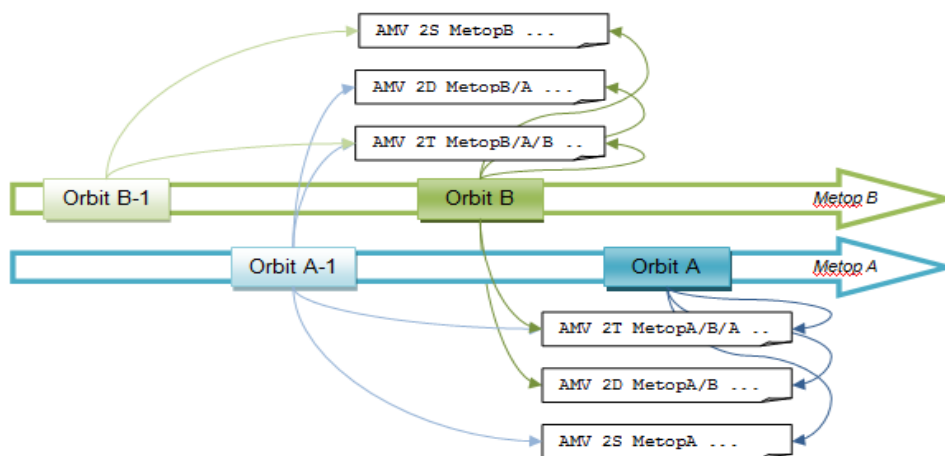 AMV 2S MetopB ...
AMV 2D MetopB/A ...
AMV 2T MetopB/A/B ..
Orbit B-1
Orbit B
Metop B
Orbit A-1
Orbit A
Metop A
AMV 2T MetopA/B/A ..
AMV 2D MetopA/B ...
AMV 2S MetopA ...